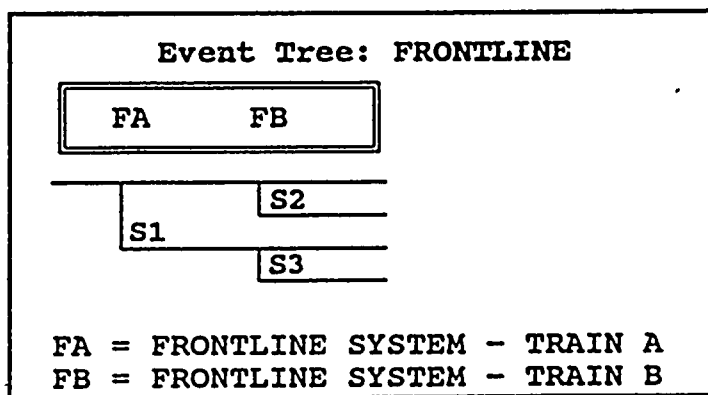 Event Tree: FRONTLINE
FA FB
S2
S1
S3
FA = FRONTLINE SYSTEM - TRAIN A
FB = FRONTLINE SYSTEM - TRAIN B